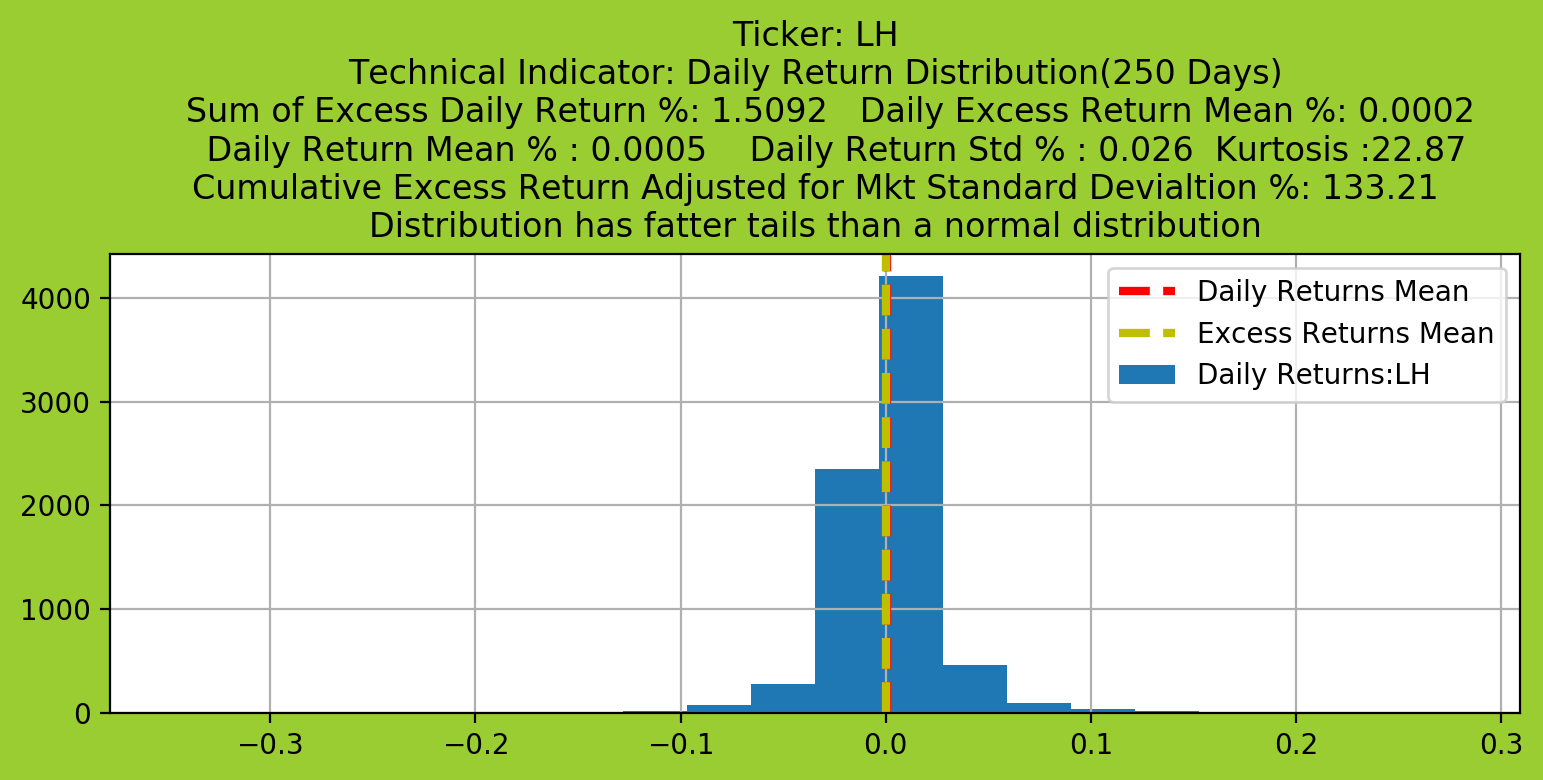 Ticker: LH
Technical Indicator: Daily Return Distribution(250 Days)
Sum of Excess Daily Return %: 1.5092   Daily Excess Return Mean %: 0.0002
Daily Return Mean % : 0.0005    Daily Return Std % : 0.026  Kurtosis :22.87
Cumulative Excess Return Adjusted for Mkt Standard Devialtion %: 133.21
Distribution has fatter tails than a normal distribution
4000
3000
2000
1000
0
Daily Returns Mean
Excess Returns Mean
Daily Returns:LH
−0.3 −0.2 −0.1 0.0 0.1 0.2 0.3